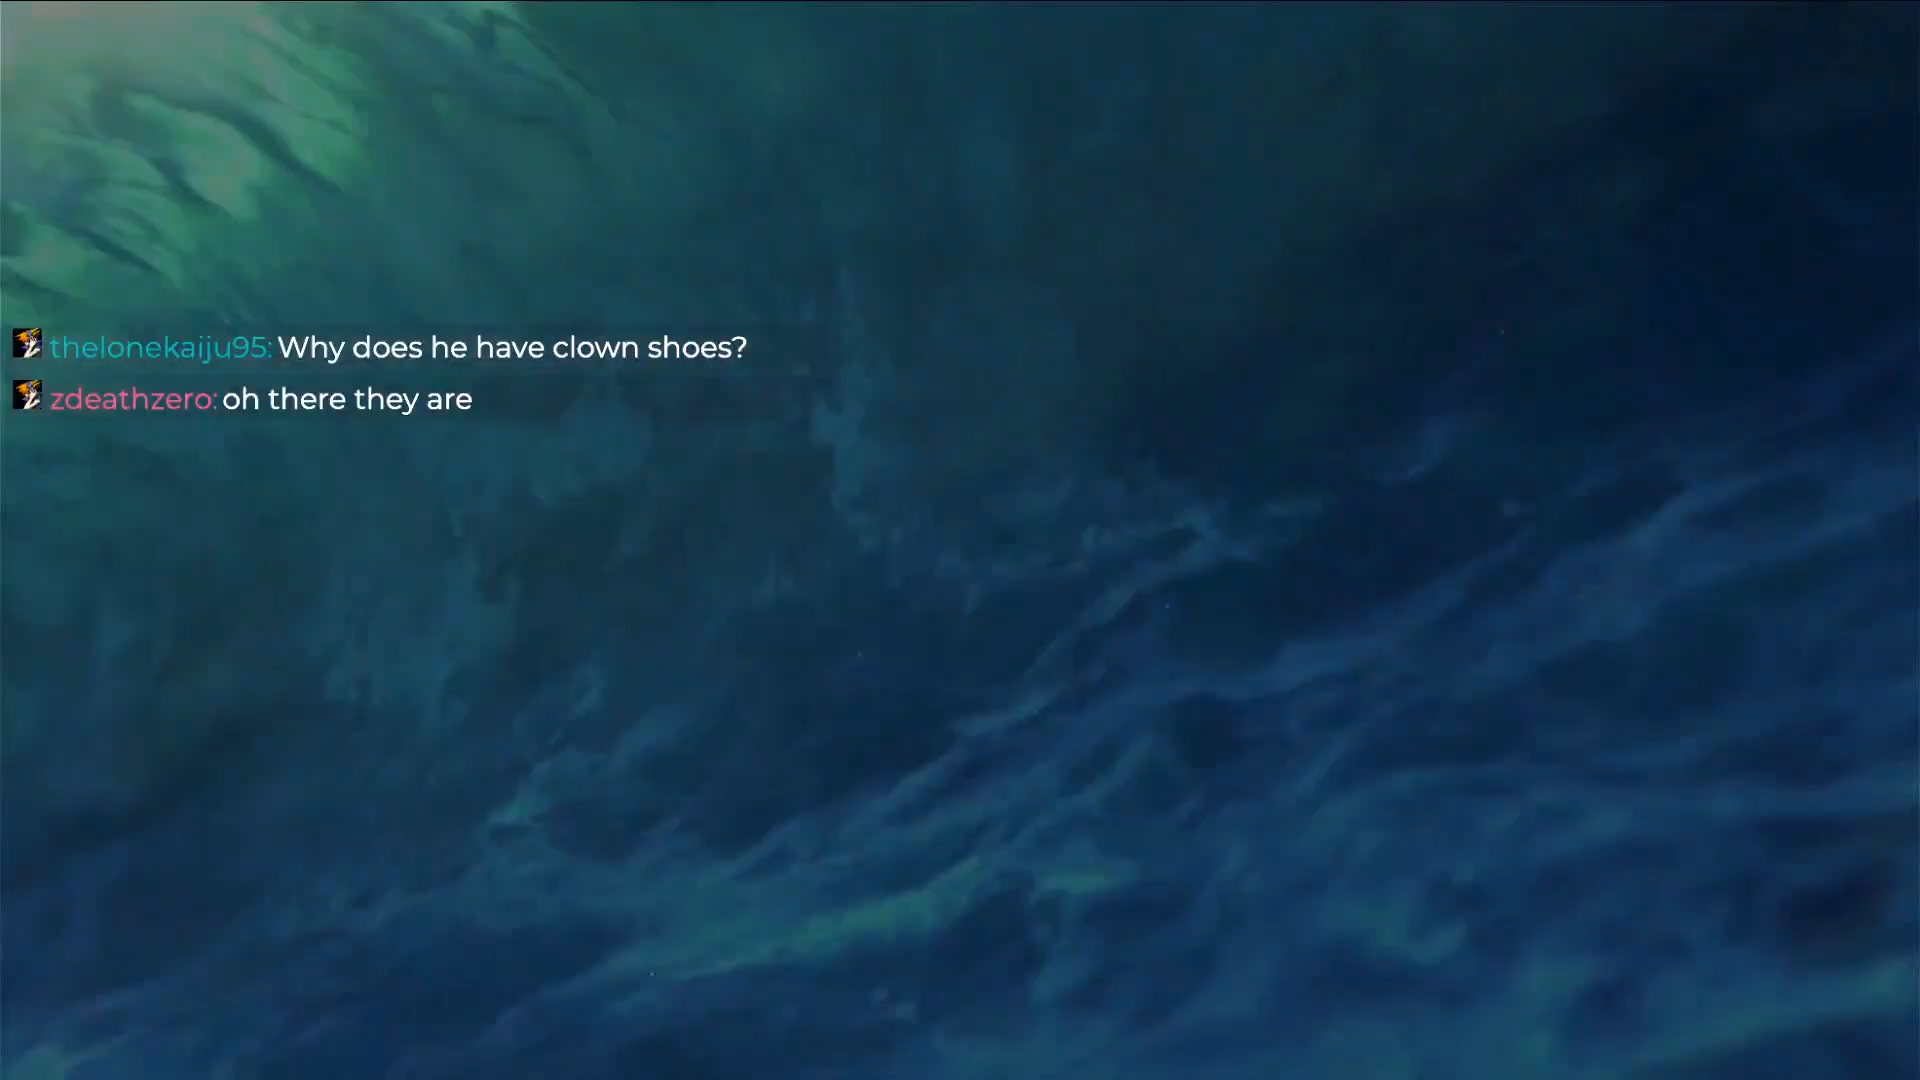 thelonekaiju95: Why does he have clown shoes?
zdeathzero: oh there they are